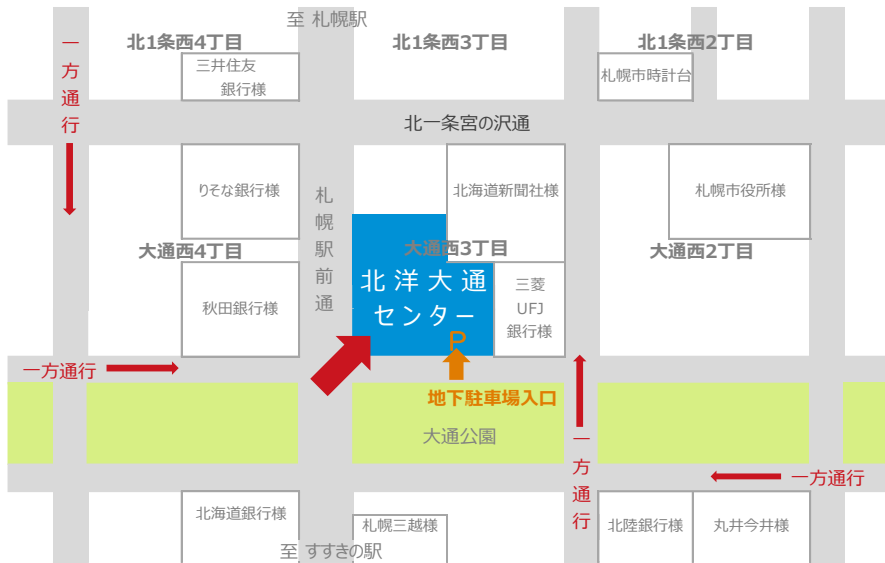 至 札幌駅
北1条西4丁目
北1条西3丁目
北1条西2丁目
一方通行
三井住友
銀行様
札幌市時計台
北一条宮の沢通
りそな銀行様
札幌駅前通
北海道新聞社様
札幌市役所様
大通西4丁目
大通西3丁目
大通西2丁目
北洋大通
センター
秋田銀行様
三菱
UFJ
銀行様
P
一方通行
地下駐車場入口
大通公園
一方通行
一方通行
北海道銀行様
札幌三越様
北陸銀行様
丸井今井様
至 すすきの駅